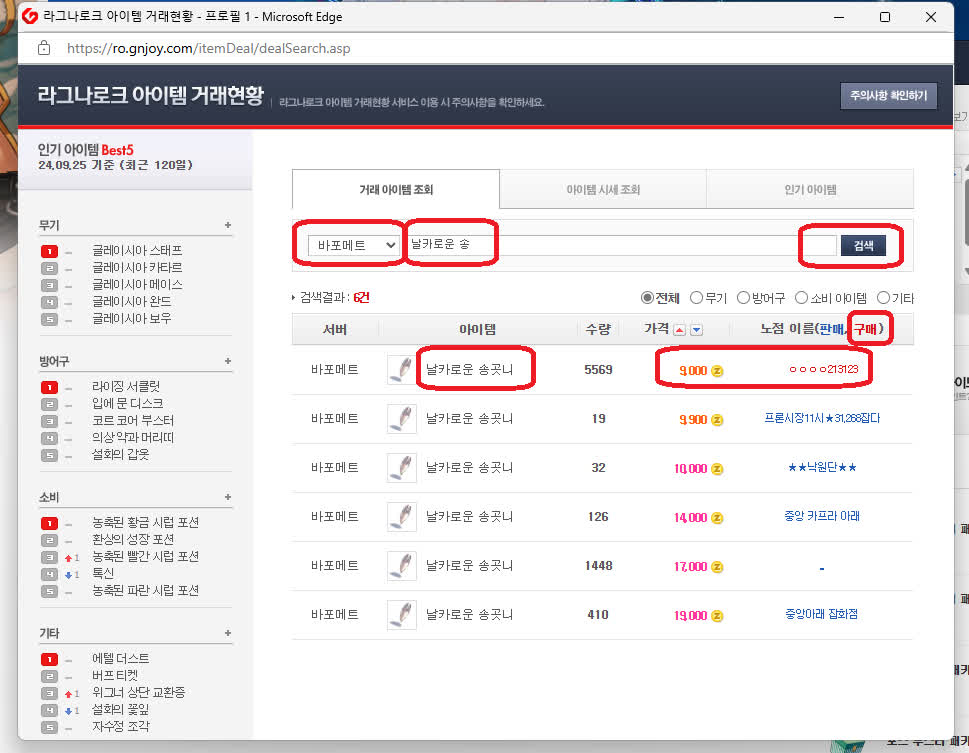 라그나로크 아이템 거래현황 - 프로필 1 - Microsoft Edge
https://ro.gnjoy.com/itemDeal/dealSearch.asp
라그나로크 아이템 거래현황 | 라그나로크 아이템 거래현황 서비스 이용 시 주의사항을 확인하세요. 주의사항 확인하기
인기 아이템 Best5
24.09.25 기준 (최근 120일)
무기 +
1 – 글레이시아 스태프
2 – 글레이시아 카타르
3 – 글레이시아 메이스
4 – 글레이시아 완드
5 – 글레이시아 보우
방어구 +
1 – 라이징 서클릿
2 – 입에 문 디스크
3 – 코르 코어 부스터
4 – 의상 약과 머리띠
5 – 설화의 갑옷
소비 +
1 – 농축된 황금 시럽 포션
2 – 환상의 성장 포션
3 1 농축된 빨간 시럽 포션
4 1 톡신
5 – 농축된 파란 시럽 포션
기타 +
1 – 에텔 더스트
2 – 버프 티켓
3 1 위그너 상단 교환증
4 1 설화의 꽃잎
5 – 자수정 조각
거래 아이템 조회 아이템 시세 조회 인기 아이템
바포메트 날카로운 송 검색
검색결과 : 6건 전체 무기 방어구 소비 아이템 기타
서버 아이템 수량 가격 노점 이름(판매, 구매)
바포메트 날카로운 송곳니 5569 9,000 ㅇㅇㅇㅇ213123
바포메트 날카로운 송곳니 19 9,900 프론시장11시★31,268잡다
바포메트 날카로운 송곳니 32 10,000 ★★낙원단★★
바포메트 날카로운 송곳니 126 14,000 중앙 카프라 아래
바포메트 날카로운 송곳니 1448 17,000 -
바포메트 날카로운 송곳니 410 19,000 중앙아래 잡화점